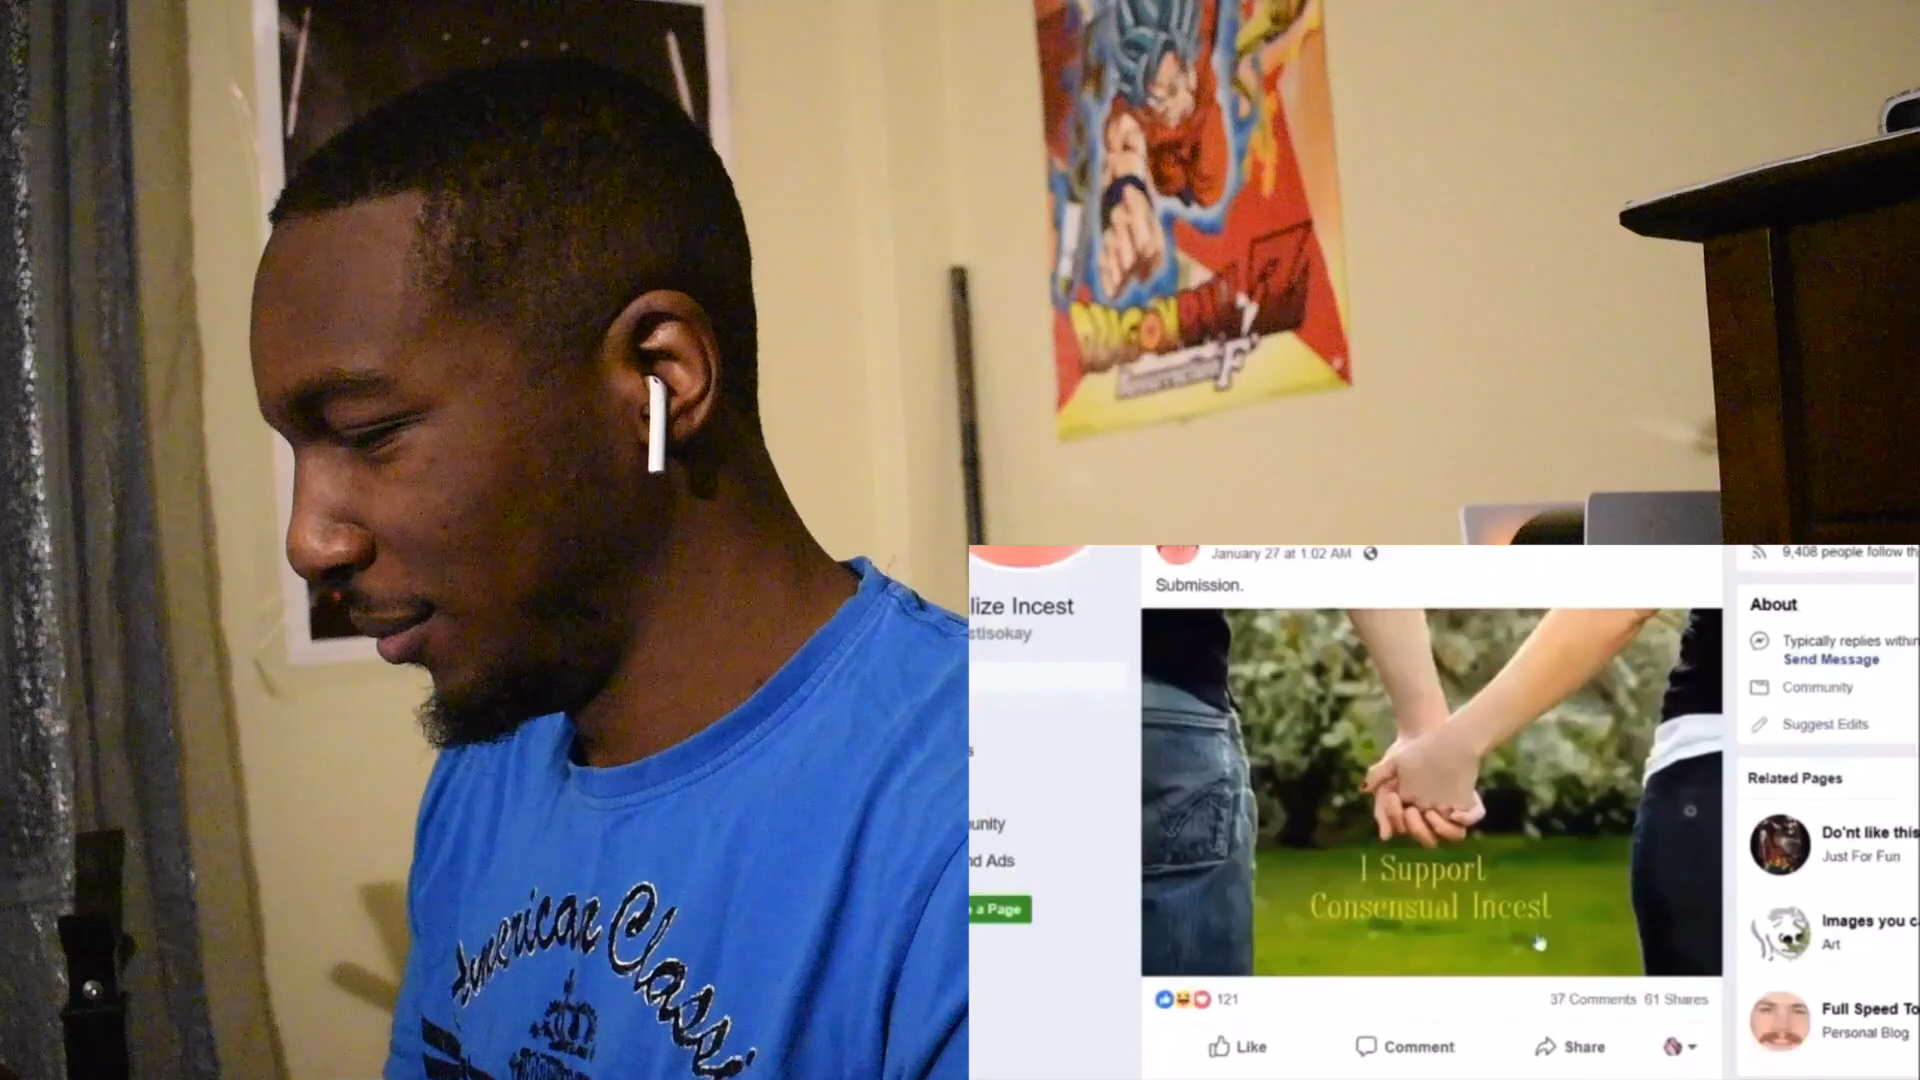 DRAGON BALL Z
Resurrection 'F'
American Classi
January 27 at 1:02 AM
Submission.
lize Incest
stisokay
s
unity
nd Ads
a Page
I Support
Consensual Incest
121
37 Comments 61 Shares
Like
Comment
Share
9,408 people follow th
About
Typically replies within
Send Message
Community
Suggest Edits
Related Pages
Do'nt like this
Just For Fun
Images you c
Art
Full Speed To
Personal Blog